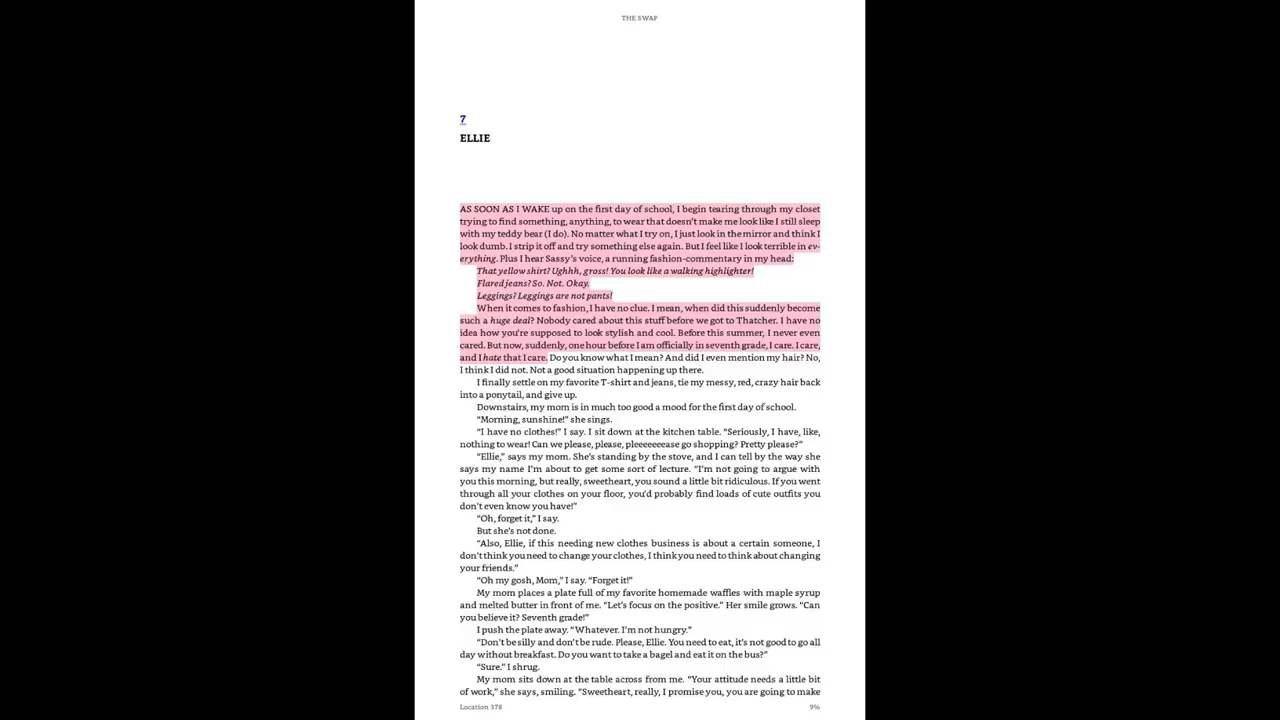 THE SWAP
7
ELLIE
AS SOON AS I WAKE up on the first day of school, I begin tearing through my closet
trying to find something, anything, to wear that doesn't make me look like I still sleep
with my teddy bear (I do). No matter what I try on, I just look in the mirror and think I
look dumb. I strip it off and try something else again. But I feel like I look terrible in ev-
erything. Plus I hear Sassy's voice, a running fashion-commentary in my head:
That yellow shirt? Ughhh, gross! You look like a walking highlighter!
Flared jeans? So. Not. Okay.
Leggings? Leggings are not pants!
When it comes to fashion, I have no clue. I mean, when did this suddenly become
such a huge deal? Nobody cared about this stuff before we got to Thatcher. I have no
idea how you're supposed to look stylish and cool. Before this summer, I never even
cared. But now, suddenly, one hour before I am officially in seventh grade, I care. I care,
and I hate that I care. Do you know what I mean? And did I even mention my hair? No,
I think I did not. Not a good situation happening up there.
I finally settle on my favorite T-shirt and jeans, tie my messy, red, crazy hair back
into a ponytail, and give up.
Downstairs, my mom is in much too good a mood for the first day of school.
“Morning, sunshine!” she sings.
“I have no clothes!” I say. I sit down at the kitchen table. “Seriously, I have, like,
nothing to wear! Can we please, please, pleeeeeease go shopping? Pretty please?”
“Ellie,” says my mom. She's standing by the stove, and I can tell by the way she
says my name I'm about to get some sort of lecture. “I'm not going to argue with
you this morning, but really, sweetheart, you sound a little bit ridiculous. If you went
through all your clothes on your floor, you'd probably find loads of cute outfits you
don't even know you have!”
“Oh, forget it,” I say.
But she's not done.
“Also, Ellie, if this needing new clothes business is about a certain someone, I
don't think you need to change your clothes, I think you need to think about changing
your friends.”
“Oh my gosh, Mom,” I say. “Forget it!”
My mom places a plate full of my favorite homemade waffles with maple syrup
and melted butter in front of me. “Let's focus on the positive.” Her smile grows. “Can
you believe it? Seventh grade!”
I push the plate away. “Whatever. I'm not hungry.”
“Don't be silly and don't be rude. Please, Ellie. You need to eat, it's not good to go all
day without breakfast. Do you want to take a bagel and eat it on the bus?”
“Sure.” I shrug.
My mom sits down at the table across from me. “Your attitude needs a little bit
of work,” she says, smiling. “Sweetheart, really, I promise you, you are going to make
Location 378
9%